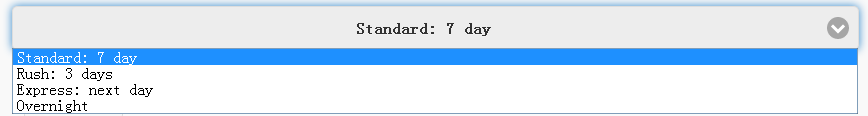 Standard: 7 day
Standard: 7 day
Rush: 3 days
Express: next day
Overnight